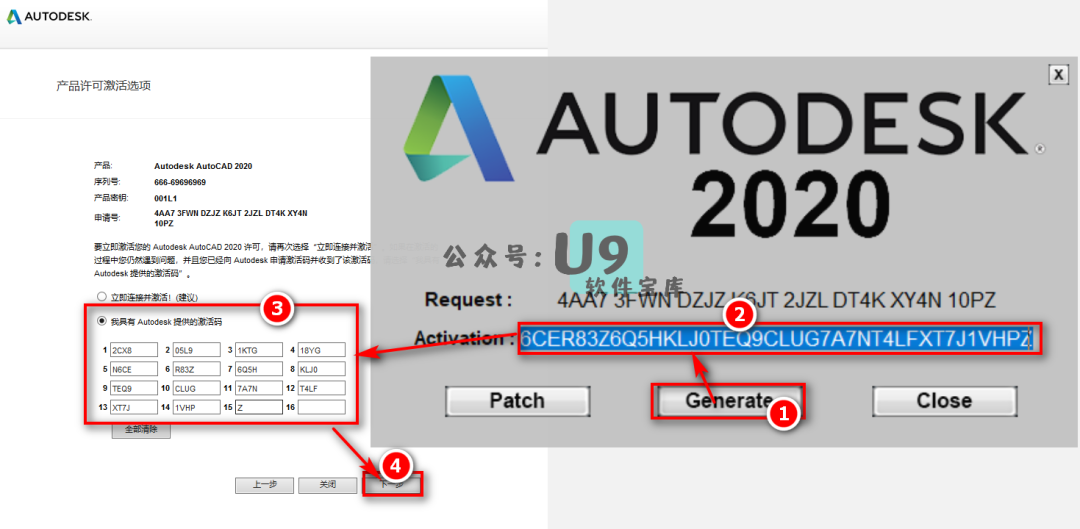 AUTODESK.
产品许可激活选项
产品: Autodesk AutoCAD 2020
序列号: 666-69696969
产品密钥: 001L1
申请号: 4AA7 3FWN DZJZ K6JT 2JZL DT4K XY4N
10PZ
要立即激活您的 Autodesk AutoCAD 2020 许可，请再次选择“立即连接并激
过程中您仍然遇到问题，并且您已经向 Autodesk 申请激活码并收到了该激活
Autodesk 提供的激活码”。
立即连接并激活! (建议)
我具有 Autodesk 提供的激活码
1 2CX8 2 05L9 3 1KTG 4 18YG
5 N6CE 6 R83Z 7 6Q5H 8 KLJ0
9 TEQ9 10 CLUG 11 7A7N 12 T4LF
13 XT7J 14 1VHP 15 Z 16
全部清除
上一步 关闭 下一步
3
4
X
AUTODESK.
2020
公众号: U9
软件宝库
Request : 4AA7 3FWN DZJZ K6JT 2JZL DT4K XY4N 10PZ
2
Activation : 6CER83Z6Q5HKLJ0TEQ9CLUG7A7NT4LFXT7J1VHPZ
Patch Generate Close
1